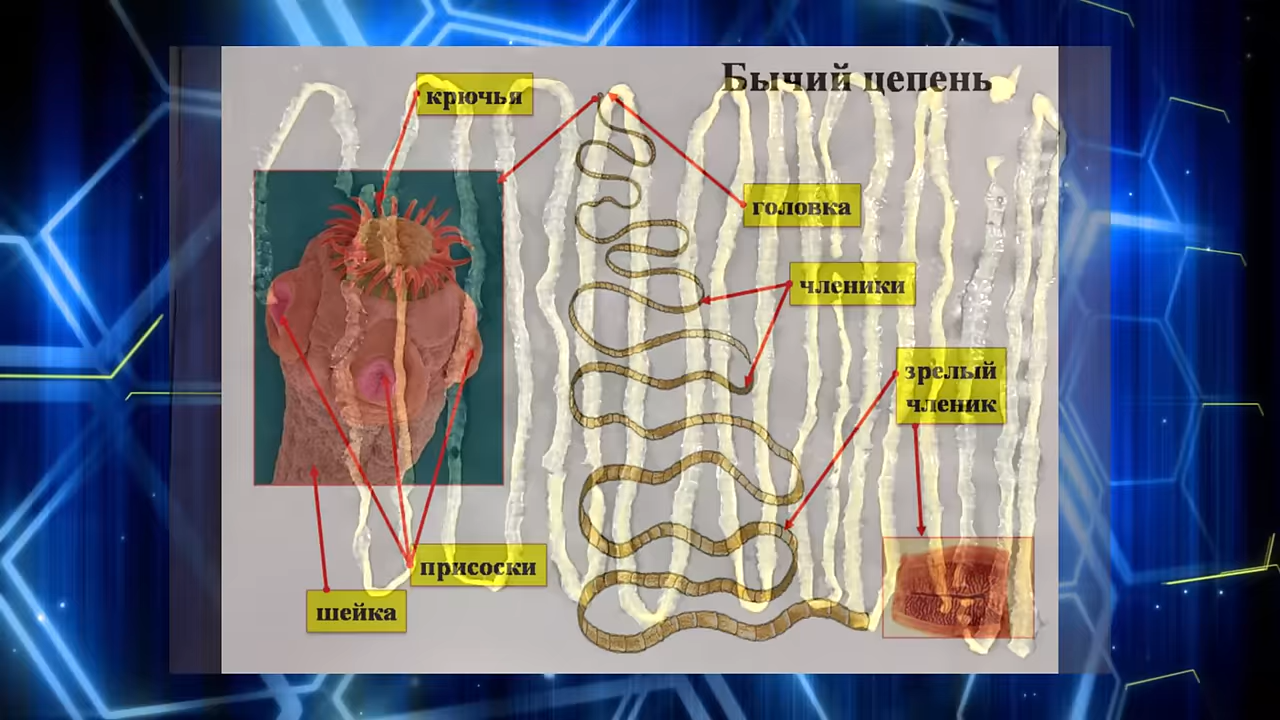 Бычий цепень
крючья
головка
членики
зрелый
членик
присоски
шейка